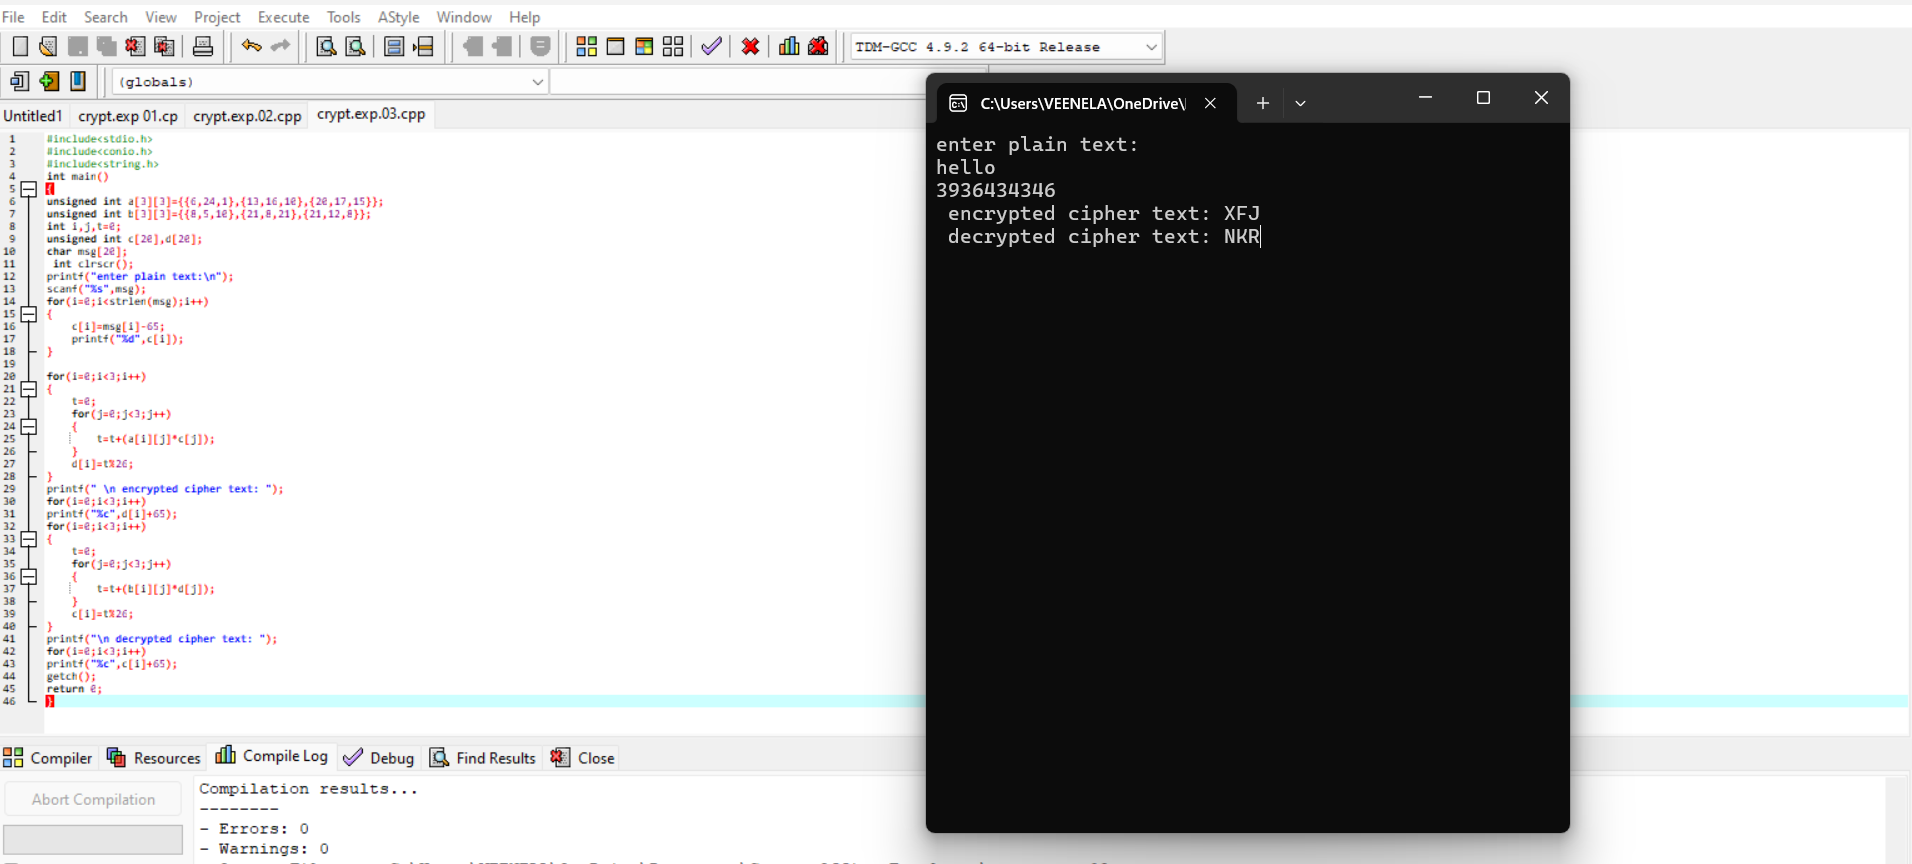 File Edit Search View Project Execute Tools AStyle Window Help
TDM-GCC 4.9.2 64-bit Release
(globals)
Untitled1 crypt.exp 01.cp crypt.exp.02.cpp crypt.exp.03.cpp
1 #include<stdio.h>
2 #include<conio.h>
3 #include<string.h>
4 int main()
5 {
6 unsigned int a[3][3]={{6,24,1},{13,16,10},{20,17,15}};
7 unsigned int b[3][3]={{8,5,10},{21,8,21},{21,12,8}};
8 int i,j,t=0;
9 unsigned int c[20],d[20];
10 char msg[20];
11 int clrscr();
12 printf("enter plain text:\n");
13 scanf("%s",msg);
14 for(i=0;i<strlen(msg);i++)
15 {
16 c[i]=msg[i]-65;
17 printf("%d",c[i]);
18 }
19
20 for(i=0;i<3;i++)
21 {
22 t=0;
23 for(j=0;j<3;j++)
24 {
25 t=t+(a[i][j]*c[j]);
26 }
27 d[i]=t%26;
28 }
29 printf(" \n encrypted cipher text: ");
30 for(i=0;i<3;i++)
31 printf("%c",d[i]+65);
32 for(i=0;i<3;i++)
33 {
34 t=0;
35 for(j=0;j<3;j++)
36 {
37 t=t+(b[i][j]*d[j]);
38 }
39 c[i]=t%26;
40 }
41 printf("\n decrypted cipher text: ");
42 for(i=0;i<3;i++)
43 printf("%c",c[i]+65);
44 getch();
45 return 0;
46 }
C:\Users\VEENELA\OneDrive\
enter plain text:
hello
3936434346
encrypted cipher text: XFJ
decrypted cipher text: NKR
Compiler Resources Compile Log Debug Find Results Close
Abort Compilation
Compilation results...
--------
- Errors: 0
- Warnings: 0